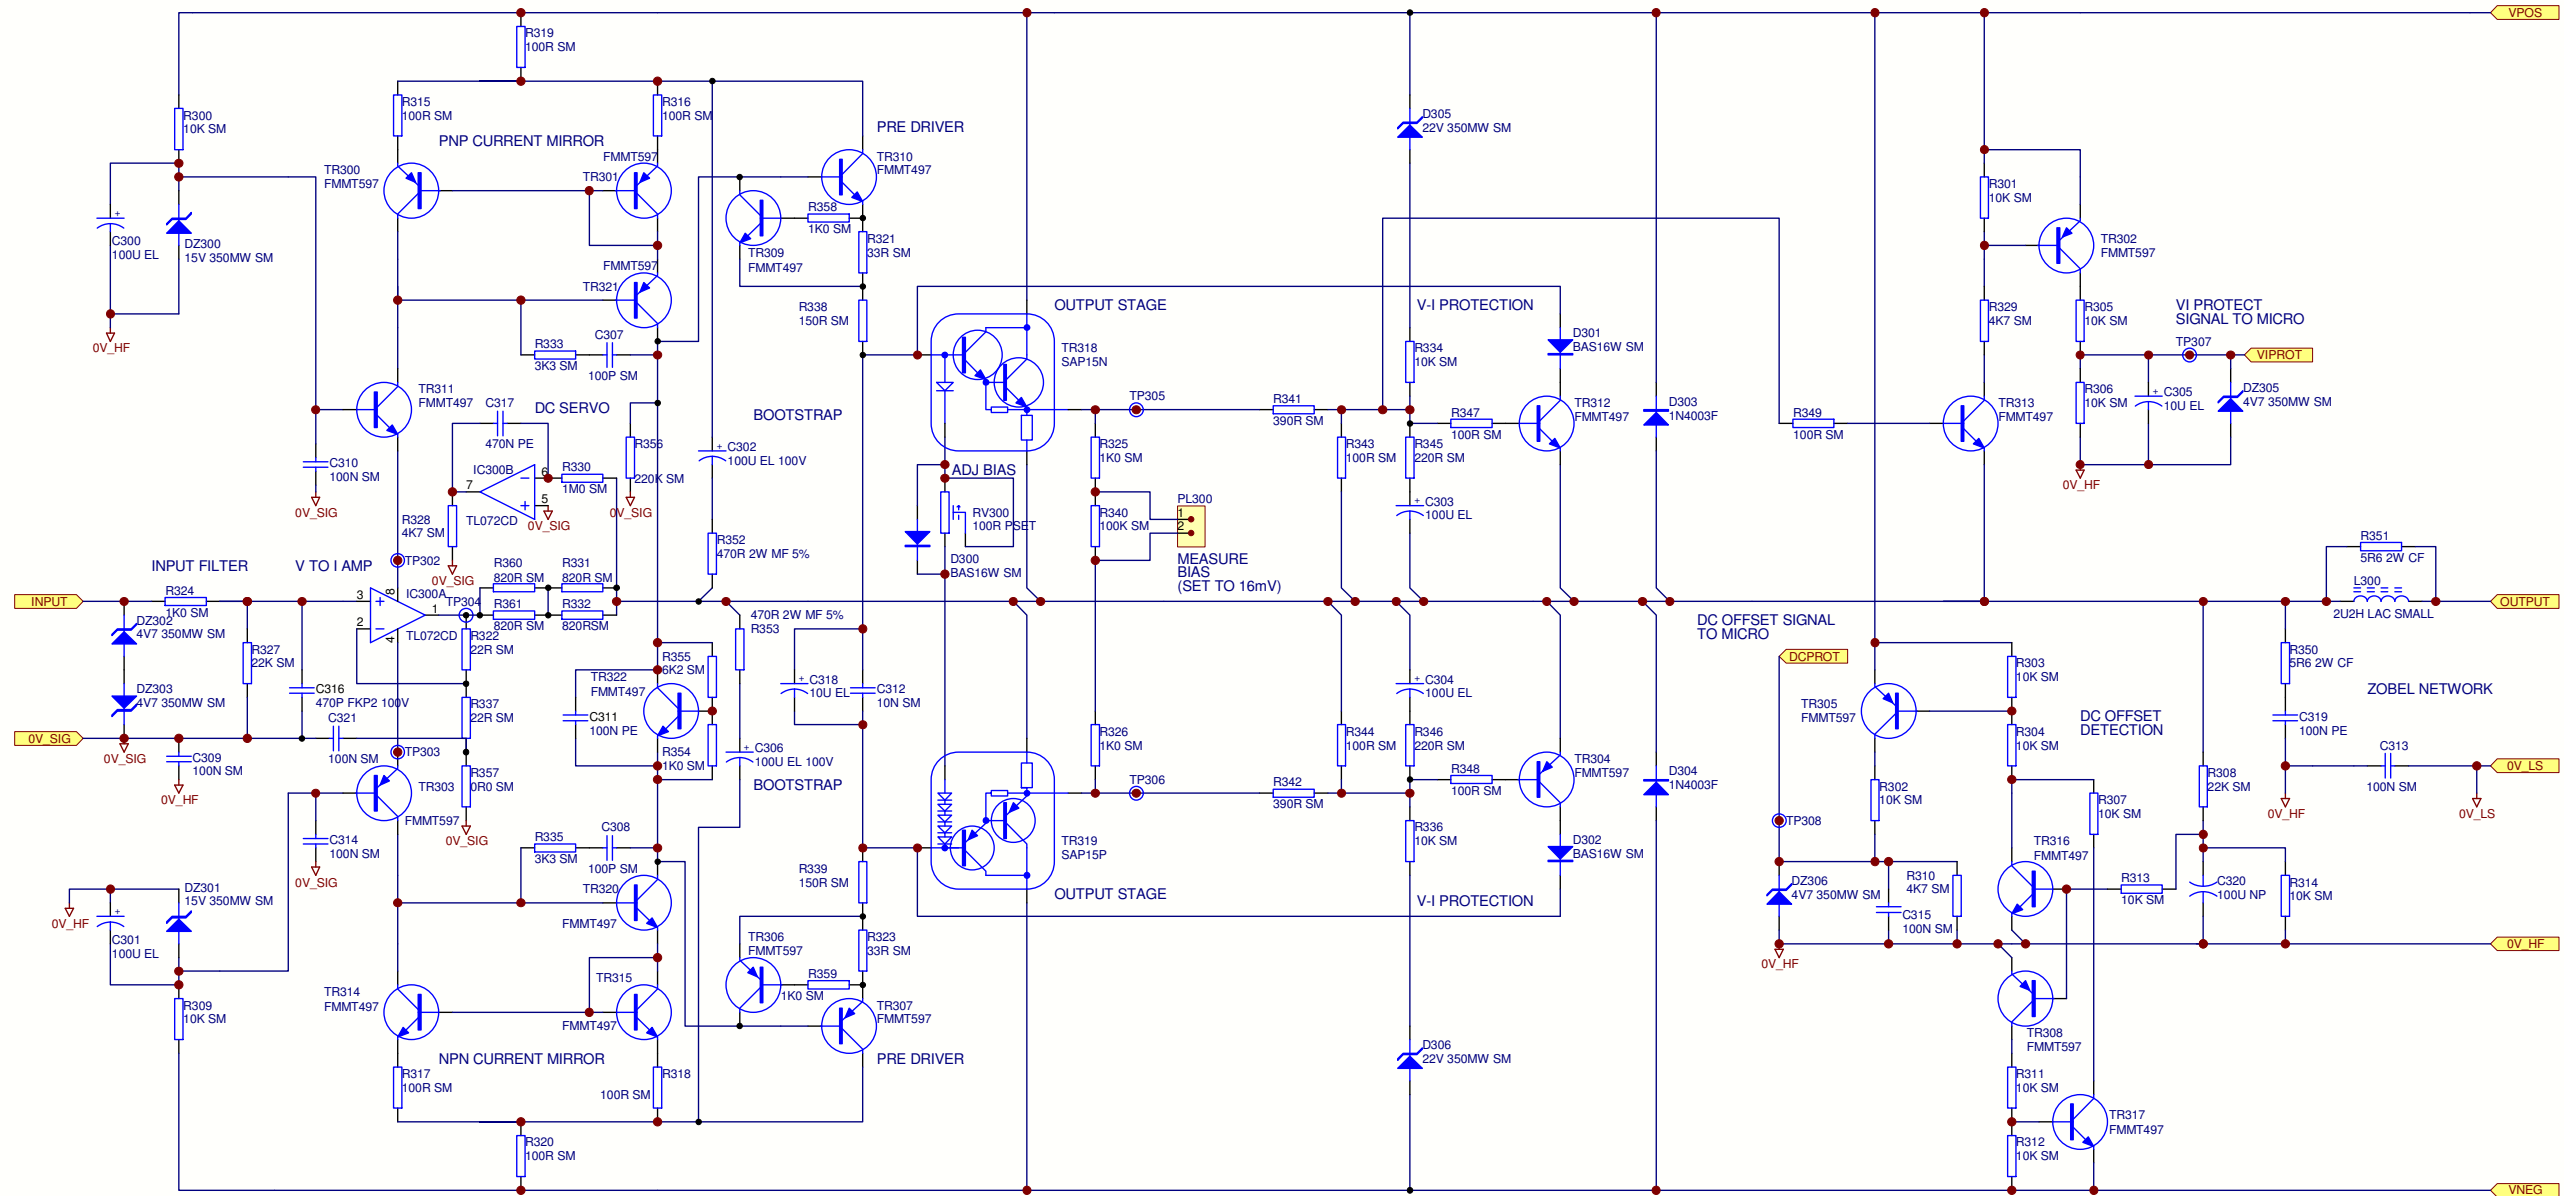 VPOS
R319
100R SM
R315
100R SM
R316
100R SM
R300
10K SM
PNP CURRENT MIRROR
PRE DRIVER
D305
22V 350MW SM
TR300
FMMT597
FMMT597
TR301
TR310
FMMT497
R301
10K SM
R358
1K0 SM
+
C300
100U EL
DZ300
15V 350MW SM
TR309
FMMT497
R321
33R SM
TR302
FMMT597
FMMT597
TR321
0V_HF
R333
3K3 SM
C307
100P SM
R338
150R SM
OUTPUT STAGE
V-I PROTECTION
R329
4K7 SM
R305
10K SM
VI PROTECT
SIGNAL TO MICRO
TP307
VIPROT
TR318
SAP15N
R334
10K SM
D301
BAS16W SM
TR311
FMMT497
C317
470N PE
DC SERVO
BOOTSTRAP
TP305
R341
390R SM
R347
100R SM
TR312
FMMT497
D303
1N4003F
R349
100R SM
TR313
FMMT497
R306
10K SM
+
C305
10U EL
DZ305
4V7 350MW SM
R356
220K SM
+
C302
100U EL 100V
R325
1K0 SM
R343
100R SM
R345
220R SM
C310
100N SM
IC300B
6
7
-
+
5
TL072CD
R330
1M0 SM
ADJ BIAS
0V_HF
0V_SIG
0V_SIG
0V_SIG
R328
4K7 SM
RV300
100R PSET
R340
100K SM
PL300
1
2
+
C303
100U EL
R352
470R 2W MF 5%
D300
BAS16W SM
MEASURE
BIAS
(SET TO 16mV)
R351
5R6 2W CF
INPUT FILTER
V TO I AMP
TP302
0V_SIG
R360
820R SM
R331
820R SM
L300
2U2H LAC SMALL
INPUT
R324
1K0 SM
3
+
8
IC300A
1
TP304
R361
820R SM
R332
820RSM
OUTPUT
DZ302
4V7 350MW SM
2
-
4
TL072CD
R322
22R SM
470R 2W MF 5%
R353
DC OFFSET SIGNAL
TO MICRO
DCPROT
R327
22K SM
R355
6K2 SM
R303
10K SM
R350
5R6 2W CF
DZ303
4V7 350MW SM
C316
470P FKP2 100V
TR322
FMMT497
+
C318
10U EL
C312
10N SM
+
C304
100U EL
ZOBEL NETWORK
TR305
FMMT597
R337
22R SM
C321
100N SM
C311
100N PE
DC OFFSET
DETECTION
C319
100N PE
0V_SIG
0V_SIG
C309
100N SM
TP303
R354
1K0 SM
+
C306
100U EL 100V
R326
1K0 SM
R344
100R SM
R346
220R SM
R304
10K SM
C313
100N SM
0V_LS
0V_HF
TR303
FMMT597
R357
0R0 SM
BOOTSTRAP
TP306
R342
390R SM
R348
100R SM
TR304
FMMT597
D304
1N4003F
R302
10K SM
R307
10K SM
R308
22K SM
0V_HF
0V_LS
TP308
C314
100N SM
0V_SIG
R335
3K3 SM
C308
100P SM
TR319
SAP15P
R336
10K SM
D302
BAS16W SM
TR316
FMMT497
0V_SIG
R339
150R SM
OUTPUT STAGE
V-I PROTECTION
DZ301
15V 350MW SM
TR320
FMMT497
DZ306
4V7 350MW SM
R310
4K7 SM
C315
100N SM
R313
10K SM
C320
100U NP
R314
10K SM
0V_HF
+
C301
100U EL
TR306
FMMT597
R323
33R SM
0V_HF
0V_HF
TR314
FMMT497
TR315
FMMT497
R359
1K0 SM
TR307
FMMT597
R309
10K SM
TR308
FMMT597
NPN CURRENT MIRROR
PRE DRIVER
D306
22V 350MW SM
R317
100R SM
R318
100R SM
R311
10K SM
TR317
FMMT497
R320
100R SM
R312
10K SM
VNEG